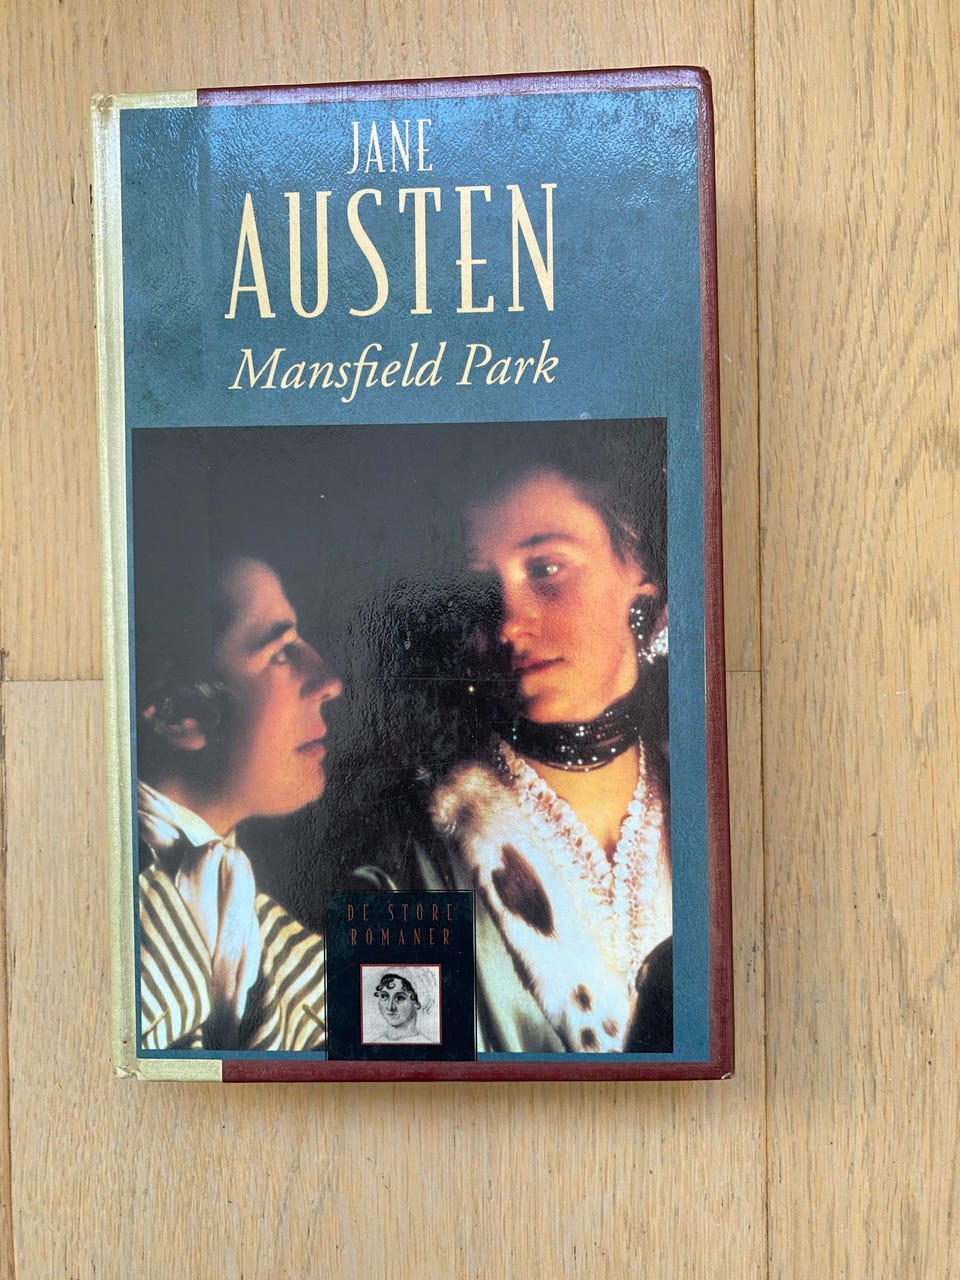 JANE
AUSTEN
Mansfield Park
DE STORE
ROMANER